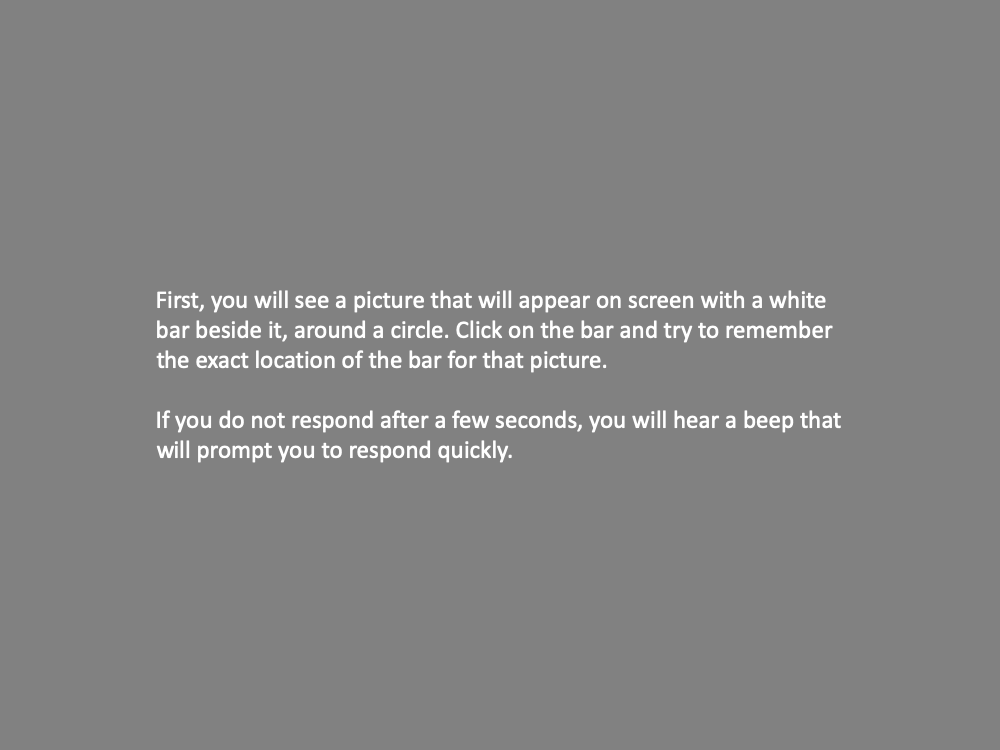 First, you will see a picture that will appear on screen with a white
bar beside it, around a circle. Click on the bar and try to remember
the exact location of the bar for that picture.
If you do not respond after a few seconds, you will hear a beep that
will prompt you to respond quickly.